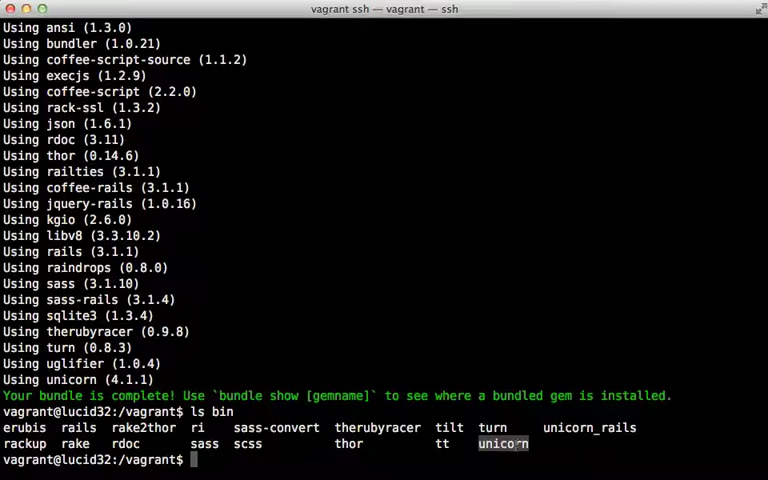 vagrant ssh — vagrant — ssh
Using ansi (1.3.0)
Using bundler (1.0.21)
Using coffee-script-source (1.1.2)
Using execjs (1.2.9)
Using coffee-script (2.2.0)
Using rack-ssl (1.3.2)
Using json (1.6.1)
Using rdoc (3.11)
Using thor (0.14.6)
Using railties (3.1.1)
Using coffee-rails (3.1.1)
Using jquery-rails (1.0.16)
Using kgio (2.6.0)
Using libv8 (3.3.10.2)
Using rails (3.1.1)
Using raindrops (0.8.0)
Using sass (3.1.10)
Using sass-rails (3.1.4)
Using sqlite3 (1.3.4)
Using therubyracer (0.9.8)
Using turn (0.8.3)
Using uglifier (1.0.4)
Using unicorn (4.1.1)
Your bundle is complete! Use `bundle show [gemname]` to see where a bundled gem is installed.
vagrant@lucid32:/vagrant$ ls bin
erubis rails rake2thor ri sass-convert therubyracer tilt turn unicorn_rails
rackup rake rdoc sass scss thor tt unicorn
vagrant@lucid32:/vagrant$